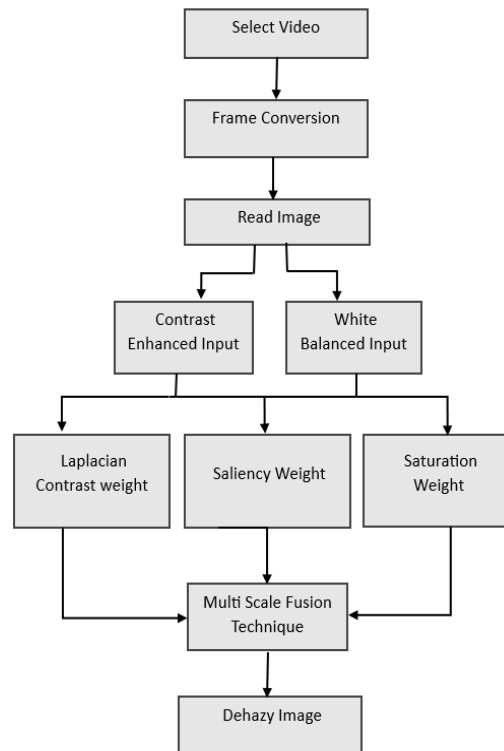 Select Video
Frame Conversion
Read Image
Contrast
Enhanced Input
White
Balanced Input
Laplacian
Contrast weight
Saliency Weight
Saturation
Weight
Multi Scale Fusion
Technique
Dehazy Image